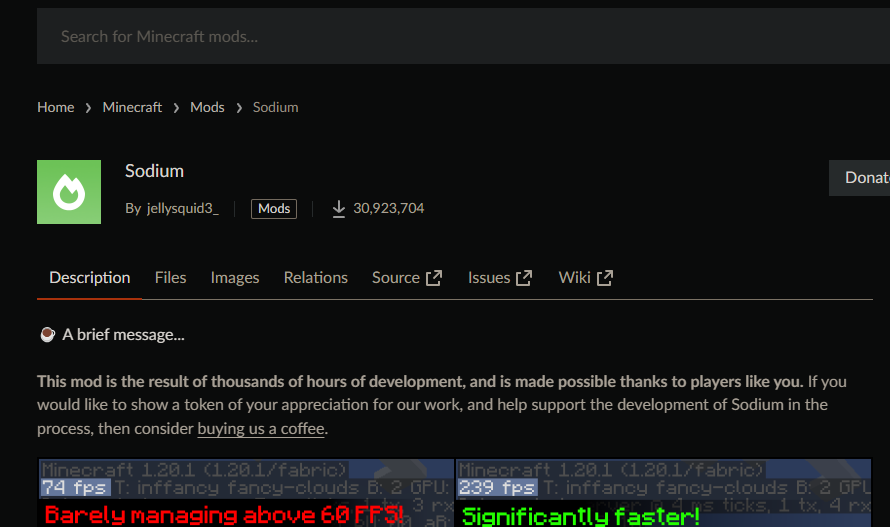 Search for Minecraft mods...
Home > Minecraft > Mods > Sodium
Sodium
Donate
By jellysquid3_ Mods 30,923,704
Description Files Images Relations Source Issues Wiki
A brief message...
This mod is the result of thousands of hours of development, and is made possible thanks to players like you. If you
would like to show a token of your appreciation for our work, and help support the development of Sodium in the
process, then consider buying us a coffee.
Minecraft 1.20.1 (1.20.1/fabric)
74 fps T: inffancy fancy-clouds B: 2 GPU:
Barely managing above 60 FPS!
Minecraft 1.20.1 (1.20.1/fabric)
239 fps T: inffancy fancy-clouds B: 2 GPU
Significantly faster!